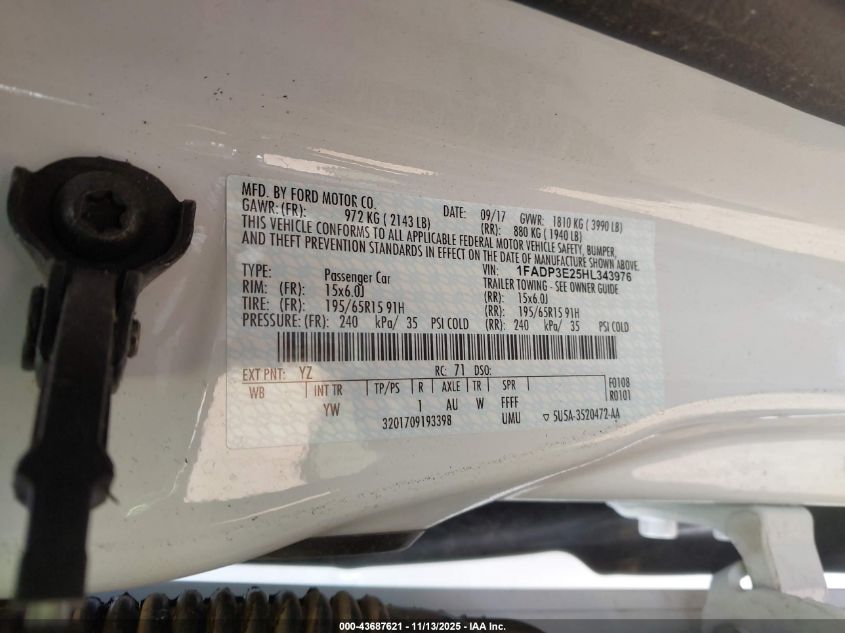 MFD. BY FORD MOTOR CO. DATE: 09/17 GVWR: 1810 KG ( 3990 LB)
GAWR: (FR): 972 KG ( 2143 LB) (RR): 880 KG ( 1940 LB)
THIS VEHICLE CONFORMS TO ALL APPLICABLE FEDERAL MOTOR VEHICLE SAFETY, BUMPER,
AND THEFT PREVENTION STANDARDS IN EFFECT ON THE DATE OF MANUFACTURE SHOWN ABOVE.
VIN: 1FADP3E25HL343976
TYPE: Passenger Car TRAILER TOWING - SEE OWNER GUIDE
RIM: (FR): 15x6.0J (RR): 15x6.0J
TIRE: (FR): 195/65R15 91H (RR): 195/65R15 91H
PRESSURE: (FR): 240 kPa/ 35 PSI COLD (RR): 240 kPa/ 35 PSI COLD
EXT PNT: YZ RC: 71 DSO:
WB INT TR TP/PS R AXLE TR SPR F0108
R0101
YW 1 AU W FFFF
3201709193398 UMU ▽ 5U5A-3520472-AA
000-43687621 - 11/13/2025 - IAA Inc.